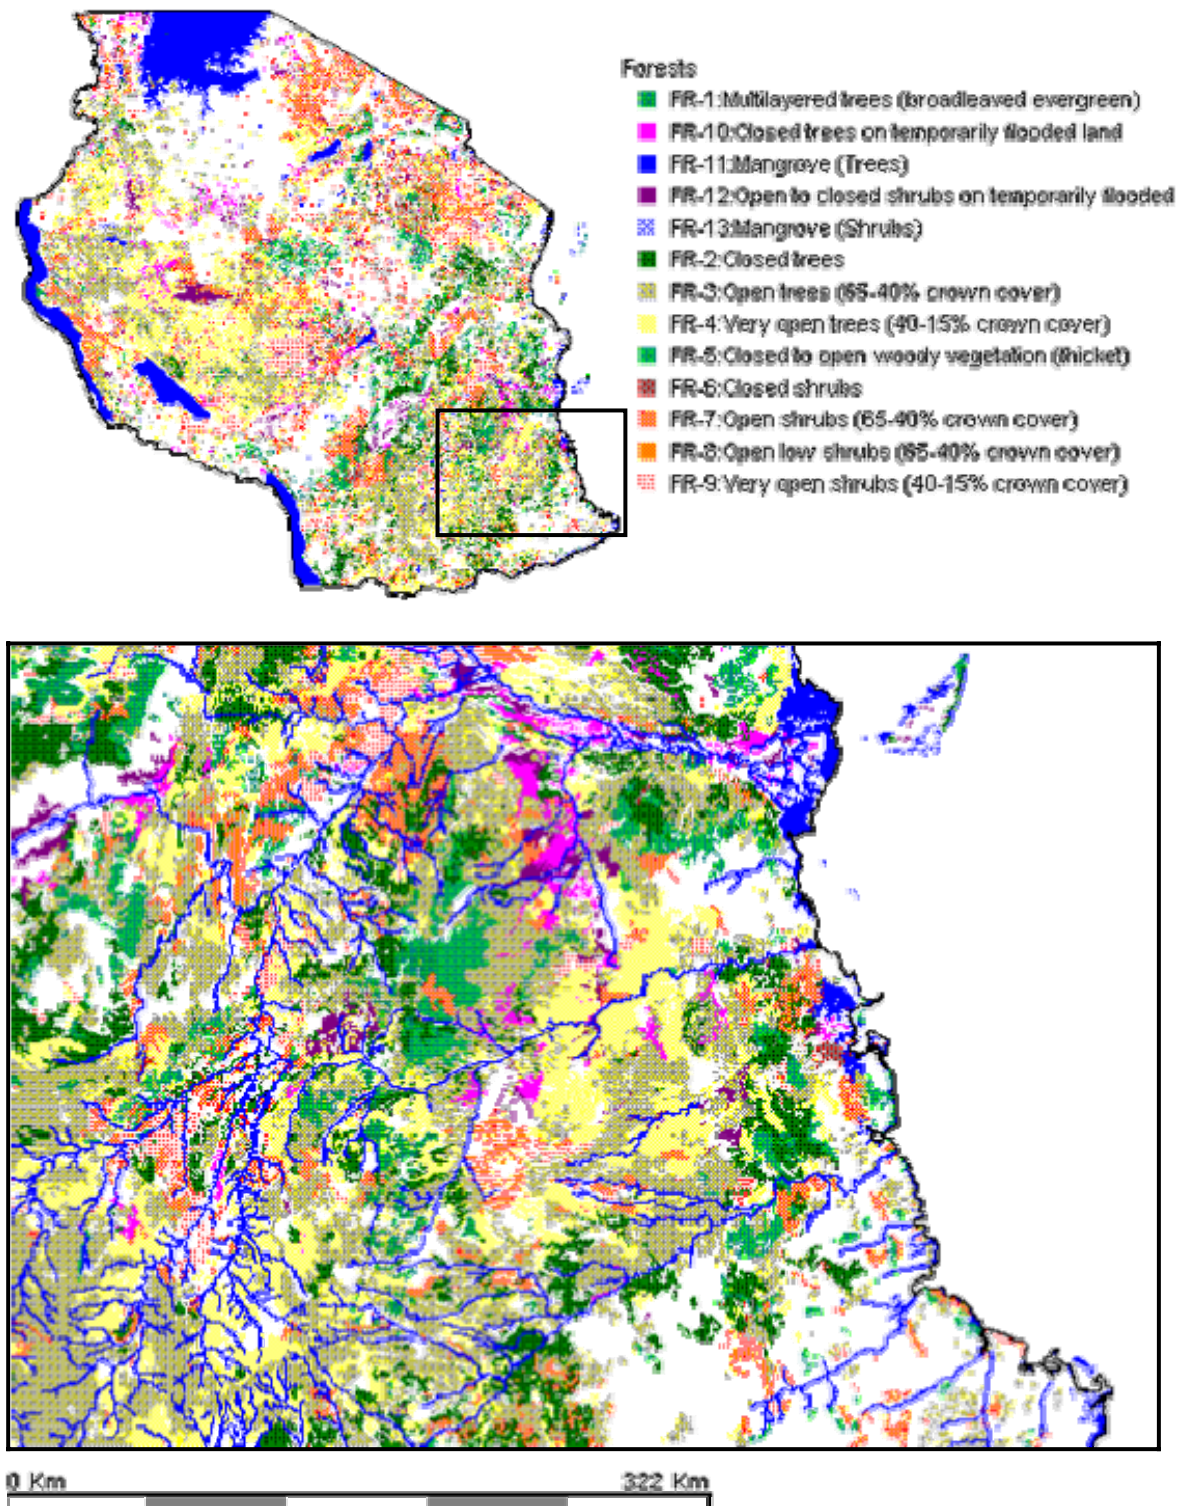 Forests
FR-1:Multilayered trees (broadleaved evergreen)
FR-10:Closed trees on temporarily flooded land
FR-11:Mangrove (Trees)
FR-12:Open to closed shrubs on temporarily flooded
FR-13:Mangrove (Shrubs)
FR-2:Closed trees
FR-3:Open trees (65-40% crown cover)
FR-4:Very open trees (40-15% crown cover)
FR-5:Closed to open woody vegetation (thicket)
FR-6:Closed shrubs
FR-7:Open shrubs (65-40% crown cover)
FR-8:Open low shrubs (65-40% crown cover)
FR-9:Very open shrubs (40-15% crown cover)
0 Km 322 Km